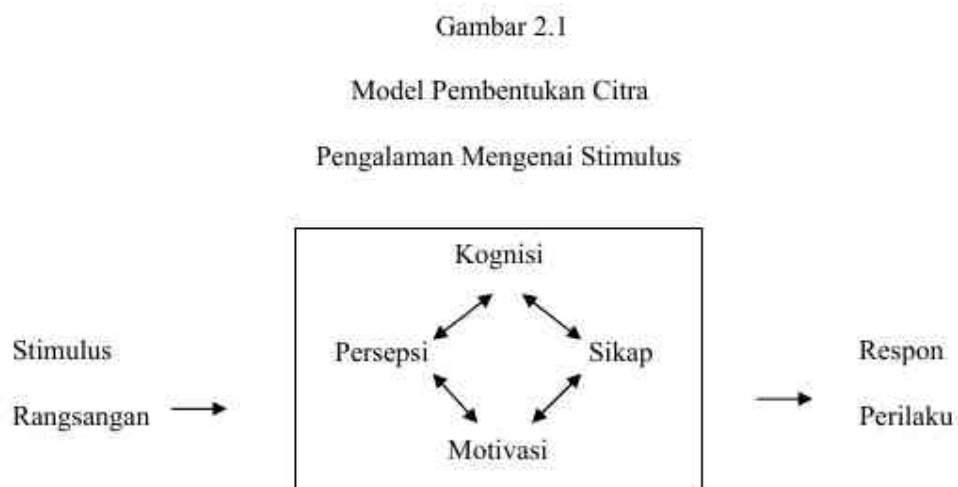 Gambar 2.1
Model Pembentukan Citra
Pengalaman Mengenai Stimulus
Kognisi
Stimulus
Persepsi
Sikap
Respon
Rangsangan
Perilaku
Motivasi